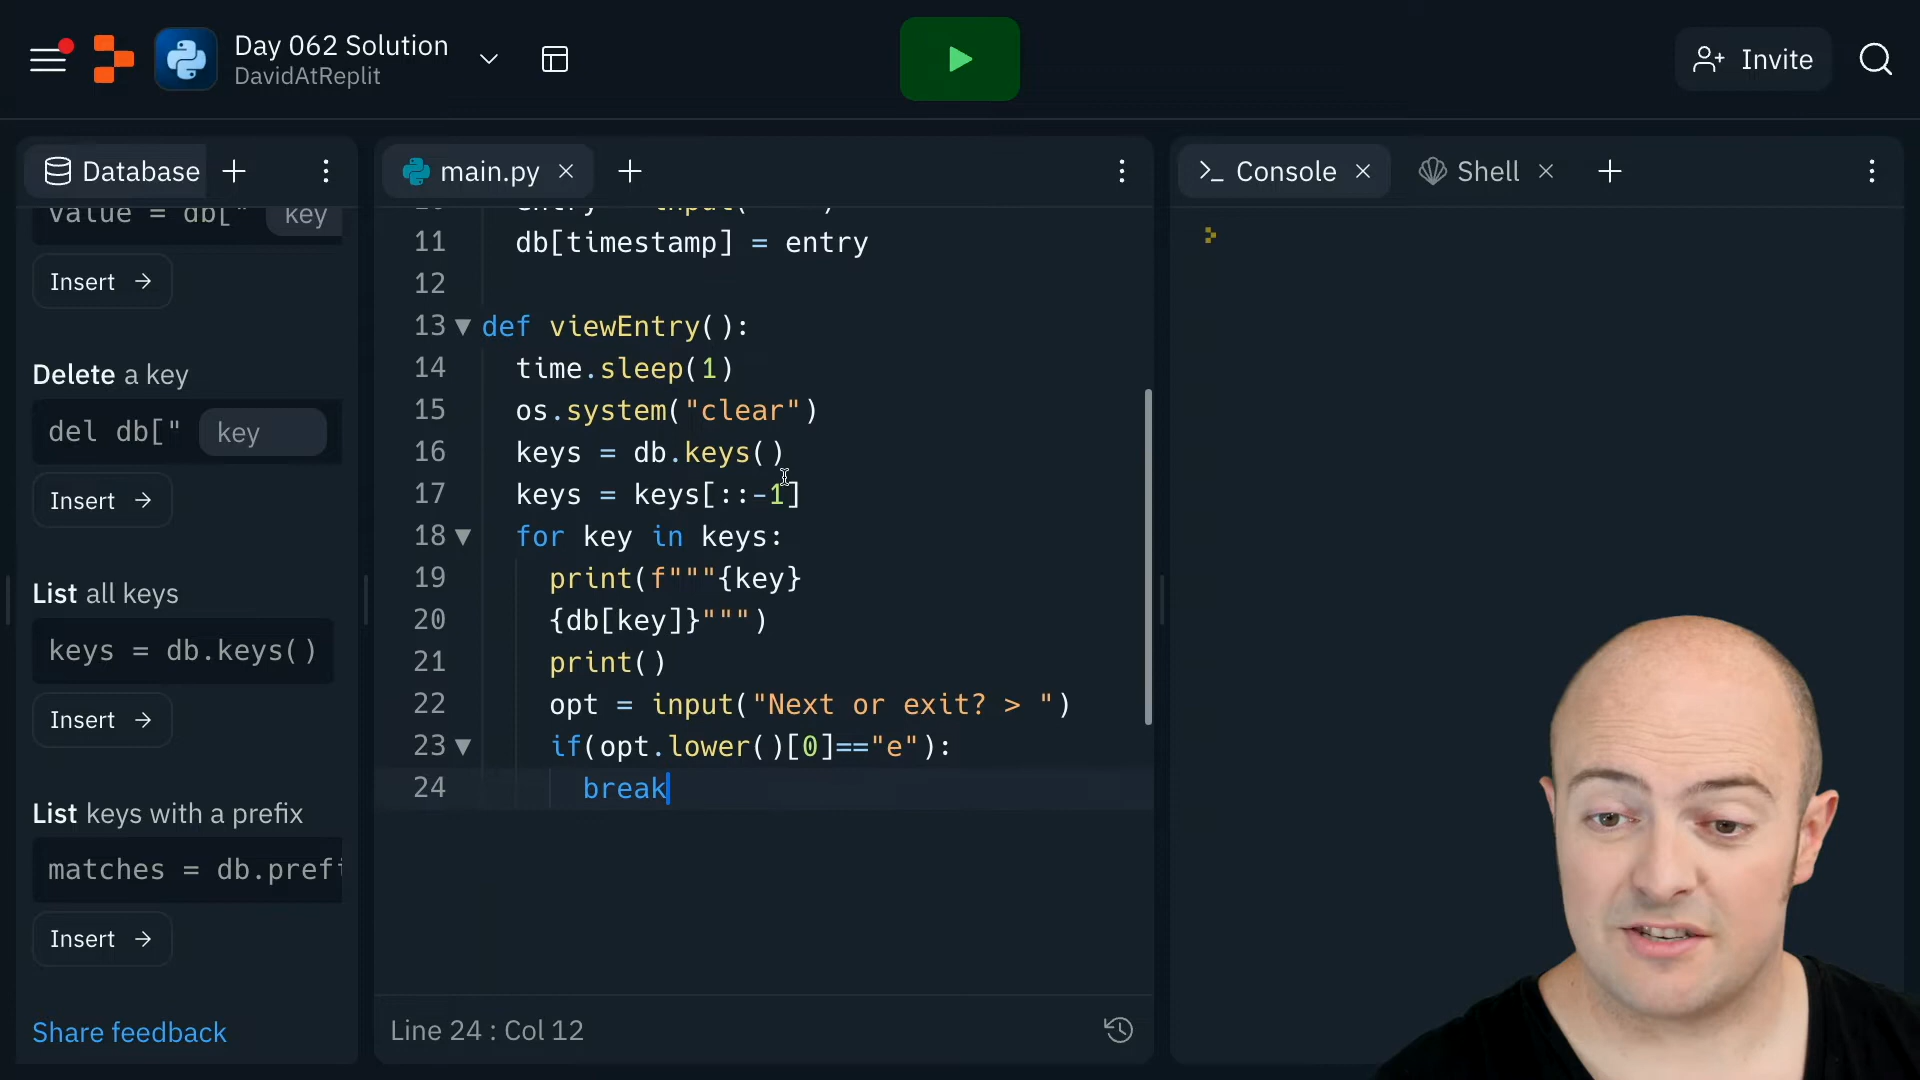 Day 062 Solution
DavidAtReplit
Invite
Database
main.py
Console
Shell
value = db[" key
Insert →
Delete a key
del db[" key
Insert →
List all keys
keys = db.keys()
Insert →
List keys with a prefix
matches = db.prefi
Insert →
Share feedback
11 db[timestamp] = entry
12
13 def viewEntry():
14 time.sleep(1)
15 os.system("clear")
16 keys = db.keys()
17 keys = keys[::-1]
18 for key in keys:
19 print(f"""{key}
20 {db[key]}""")
21 print()
22 opt = input("Next or exit? > ")
23 if(opt.lower()[0]=="e"):
24 break
Line 24 : Col 12